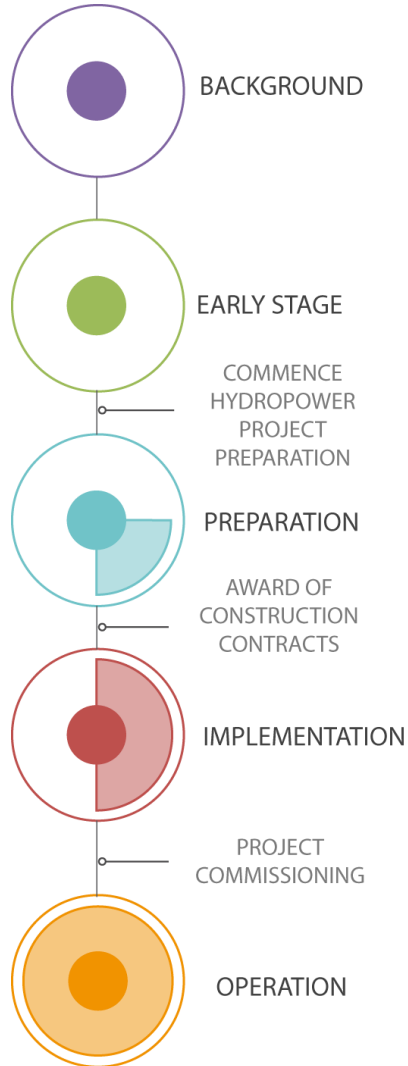 BACKGROUND
EARLY STAGE
COMMENCE
HYDROPOWER
PROJECT
PREPARATION
PREPARATION
AWARD OF
CONSTRUCTION
CONTRACTS
IMPLEMENTATION
PROJECT
COMMISSIONING
OPERATION